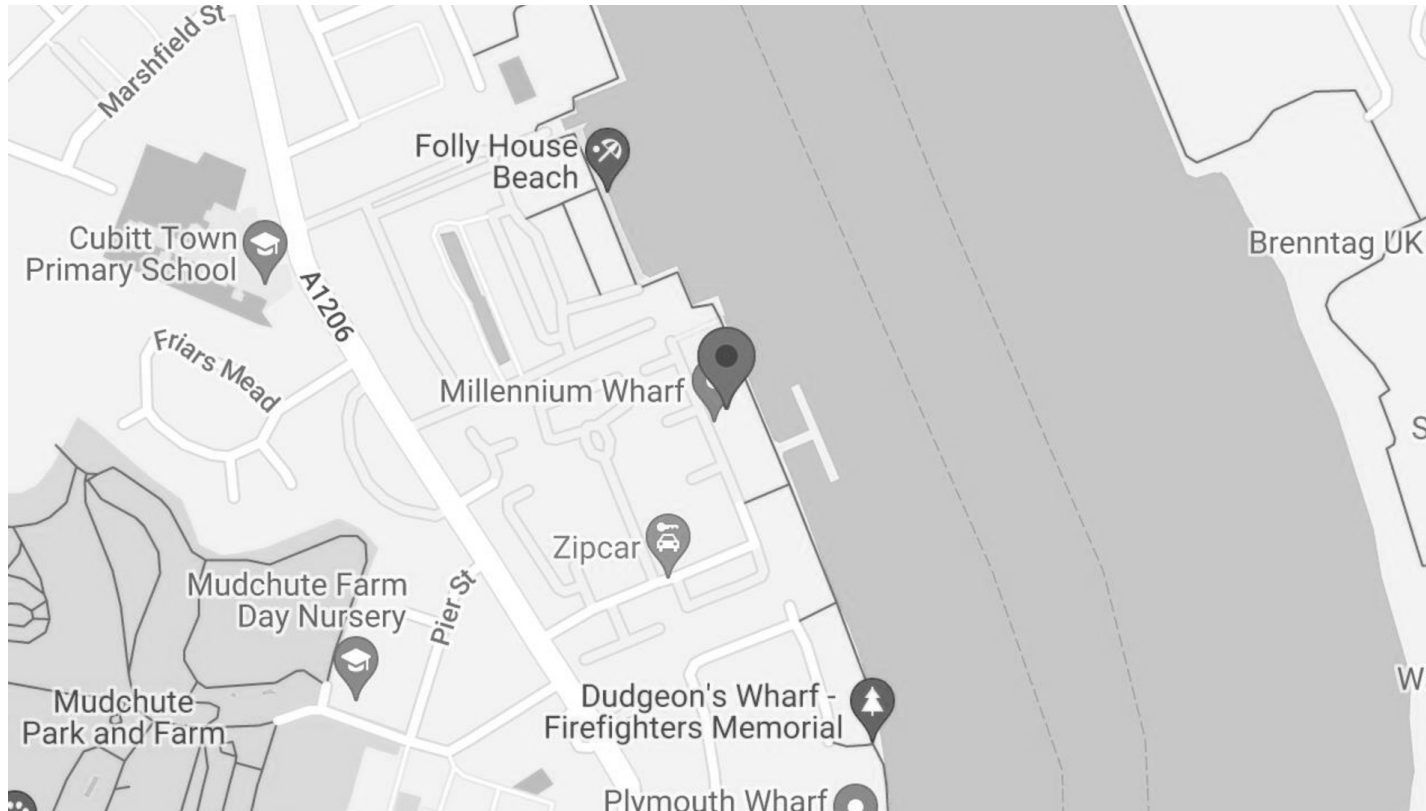 Marshfield St
Folly House
Beach
Cubitt Town
Primary School
Brenntag UK
A1206
Friars Mead
Millennium Wharf
Zipcar
Mudchute Farm
Day Nursery
Pier St
Mudchute
Park and Farm
Dudgeon's Wharf -
Firefighters Memorial
Plymouth Wharf